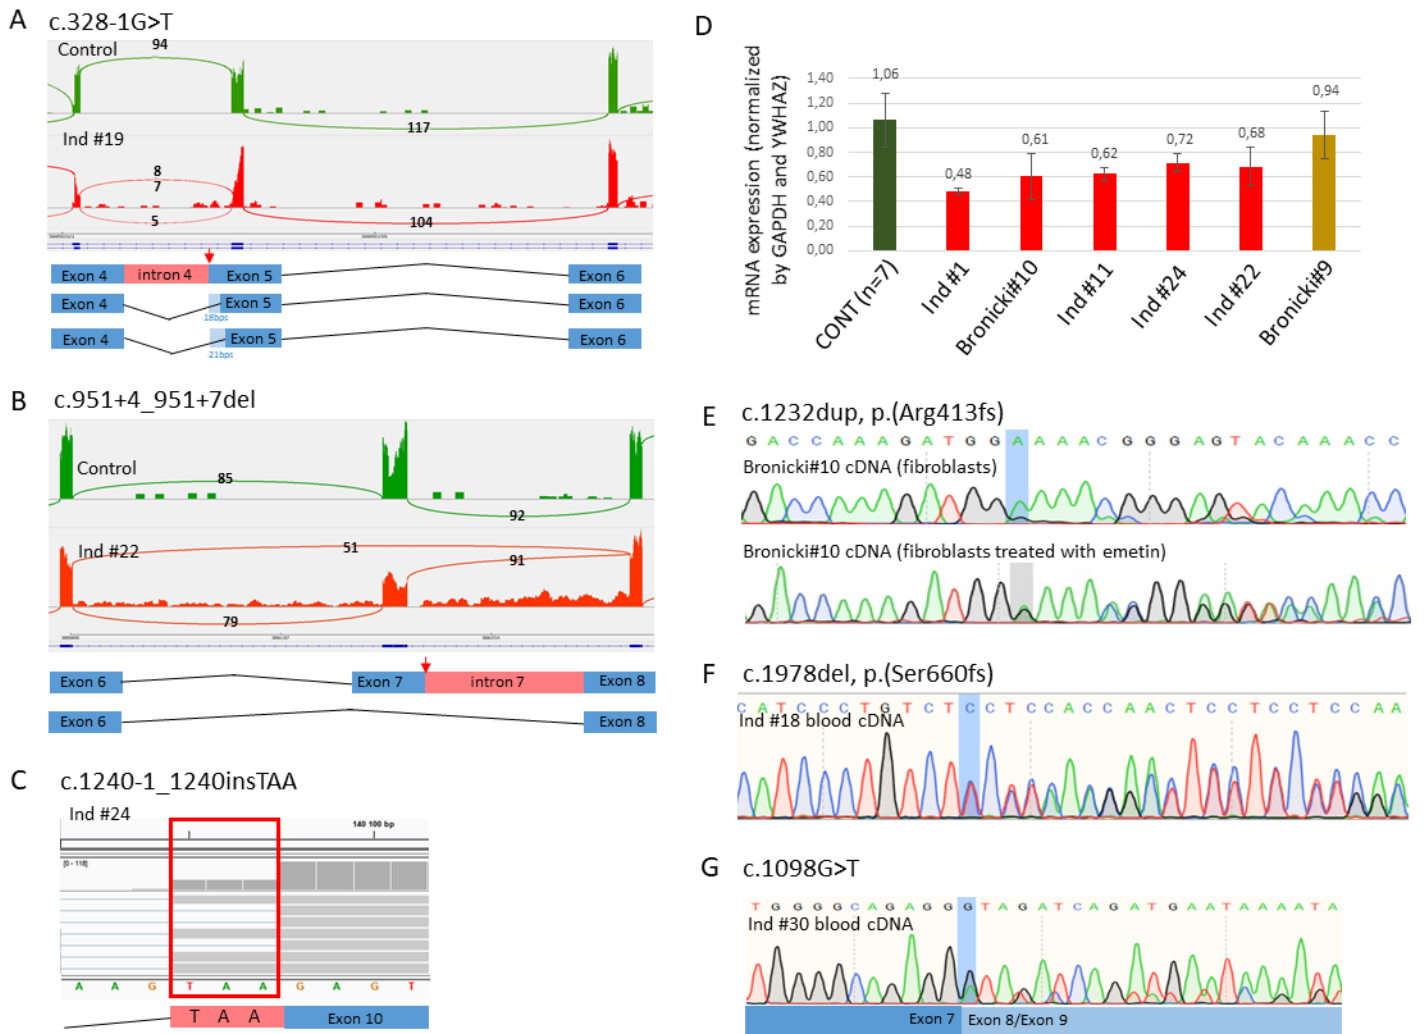 A
c.328-1G>T
Control
94
117
Ind #19
8
7
5
104
Exon 4 intron 4 Exon 5 Exon 6
Exon 4 Exon 5 Exon 6
18bps
Exon 4 Exon 5 Exon 6
-21bps
B
c.951+4_951+7del
Control
85
92
Ind #22
51
91
79
Exon 6 Exon 7 intron 7 Exon 8
Exon 6 Exon 8
C
c.1240-1_1240insTAA
Ind #24
140 100 bp
[0 - 118]
A A G T A A G A G T
T A A Exon 10
D
mRNA expression (normalized
by GAPDH and YWHAZ)
1,40
1,20
1,00
0,80
0,60
0,40
0,20
0,00
1,06
0,48
0,61
0,62
0,72
0,68
0,94
CONT (n=7)
Ind #1
Bronicki#10
Ind #11
Ind #24
Ind #22
Bronicki#9
E
c.1232dup, p.(Arg413fs)
G A C C A A A G A T G G A A A A C G G G A G T A C A A A C C
Bronicki#10 cDNA (fibroblasts)
Bronicki#10 cDNA (fibroblasts treated with emetin)
F
c.1978del, p.(Ser660fs)
C A T C C C T G T C T C C T C C A C C A A C T C C T C C T C C A A
Ind #18 blood cDNA
G
c.1098G>T
T G G G G C A G A G G G T A G A T C A G A T G A A T A A A A T A
Ind #30 blood cDNA
Exon 7 Exon 8/Exon 9